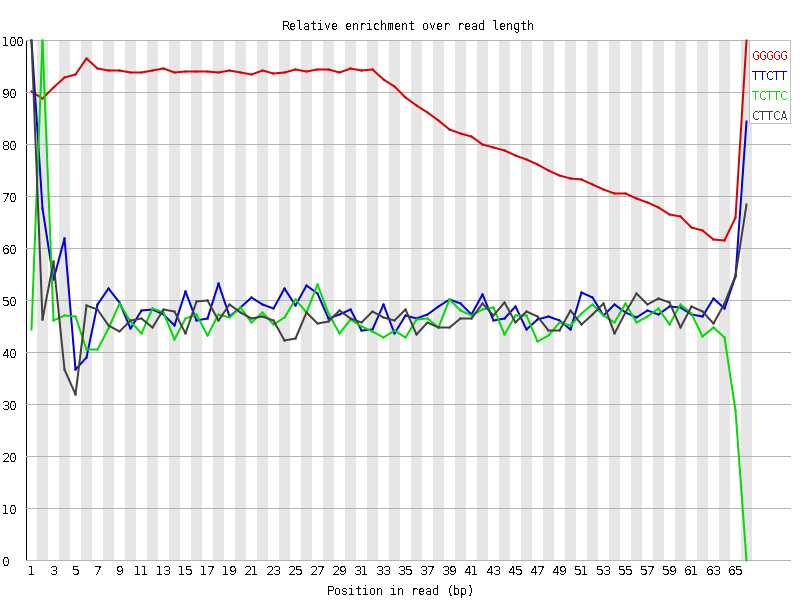 Relative enrichment over read length
100
90
80
70
60
50
40
30
20
10
0
GGGGG
TTCTT
TCTTC
CTTCA
1 3 5 7 9 11 13 15 17 19 21 23 25 27 29 31 33 35 37 39 41 43 45 47 49 51 53 55 57 59 61 63 65
Position in read (bp)